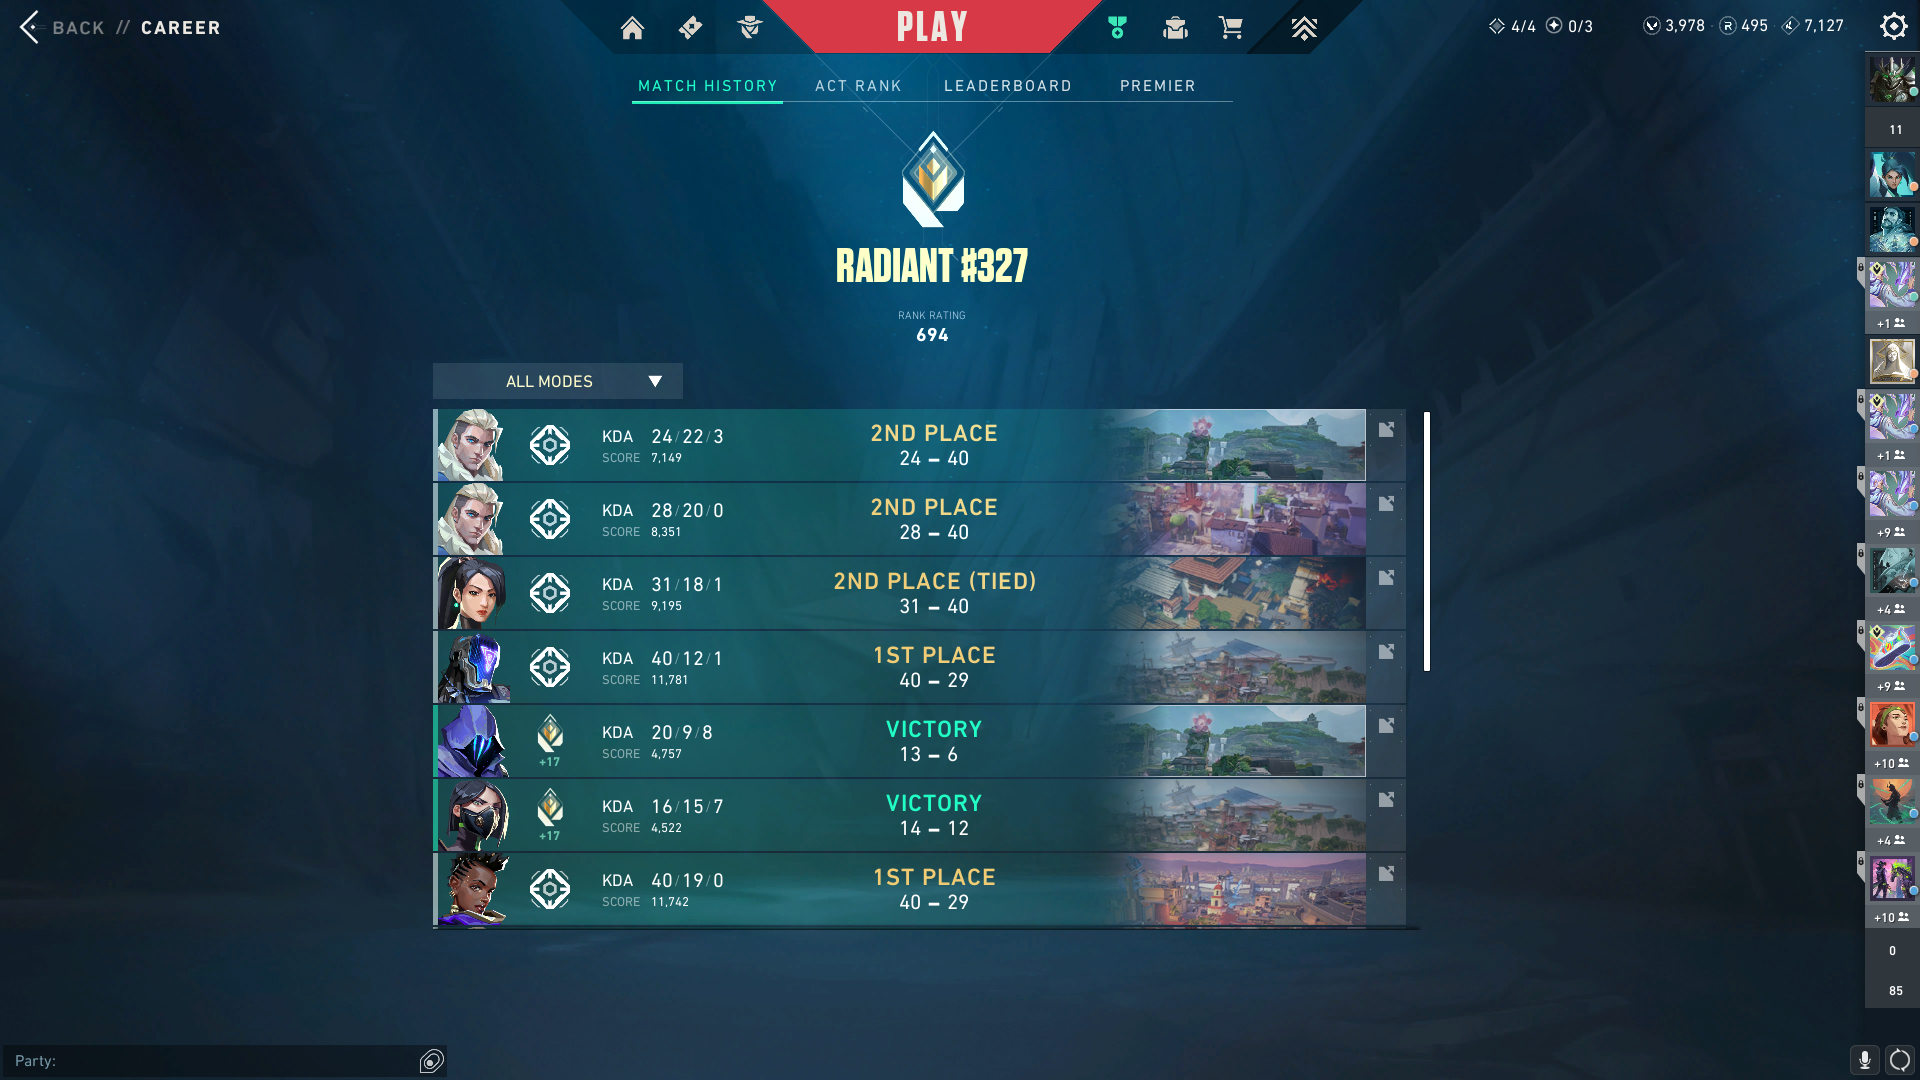 BACK // CAREER
PLAY
4/4 0/3 3,978 495 7,127
MATCH HISTORY ACT RANK LEADERBOARD PREMIER
RADIANT #327
RANK RATING
694
ALL MODES
KDA 24/22/3 2ND PLACE
SCORE 7,149 24 – 40
KDA 28/20/0 2ND PLACE
SCORE 8,351 28 – 40
KDA 31/18/1 2ND PLACE (TIED)
SCORE 9,195 31 – 40
KDA 40/12/1 1ST PLACE
SCORE 11,781 40 – 29
KDA 20/9/8 VICTORY
+17 SCORE 4,757 13 – 6
KDA 16/15/7 VICTORY
+17 SCORE 4,522 14 – 12
KDA 40/19/0 1ST PLACE
SCORE 11,742 40 – 29
11
+1
+1
+9
+4
+9
+10
+4
+10
0
85
Party: